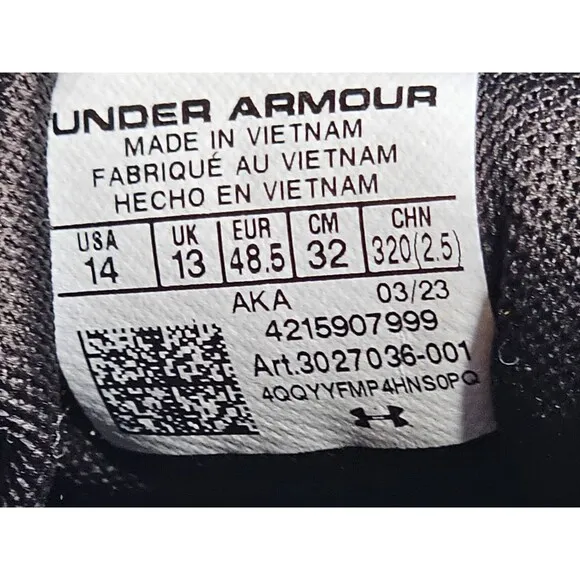 UNDER ARMOUR
MADE IN VIETNAM
FABRIQUÉ AU VIETNAM
HECHO EN VIETNAM
USA UK EUR CM CHN
14 13 48.5 32 320(2.5)
AKA 03/23
4215907999
Art.3027036-001
4QQYYFMP4HNS0PQ